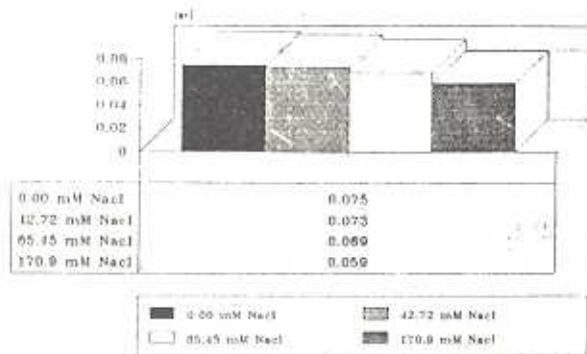 0.08
0.06
0.04
0.02
0
0.00 mM Nacl 0.075
42.72 mM Nacl 0.073
85.45 mM Nacl 0.069
170.9 mM Nacl 0.059
0.00 mM Nacl 42.72 mM Nacl
85.45 mM Nacl 170.9 mM Nacl